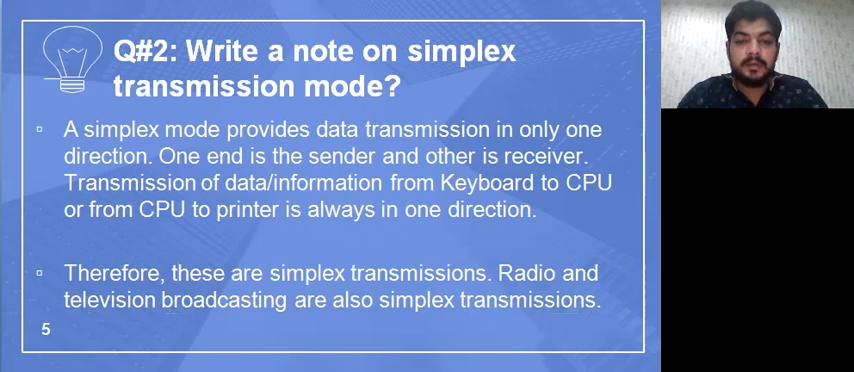 Q#2: Write a note on simplex
transmission mode?
A simplex mode provides data transmission in only one
direction. One end is the sender and other is receiver.
Transmission of data/information from Keyboard to CPU
or from CPU to printer is always in one direction.
Therefore, these are simplex transmissions. Radio and
television broadcasting are also simplex transmissions.
5